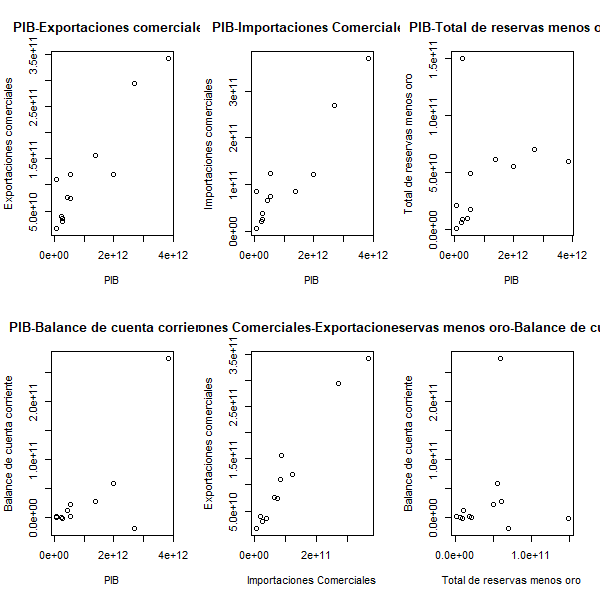 PIB-Exportaciones comerciale
PIB-Importaciones Comerciale
PIB-Total de reservas menos o
Exportaciones comerciales
5.0e+10 1.5e+11 2.5e+11 3.5e+11
0e+00 2e+12 4e+12
PIB
Importaciones comerciales
0e+00 1e+11 3e+11
0e+00 2e+12 4e+12
PIB
Total de reservas menos oro
0.0e+00 5.0e+10 1.0e+11 1.5e+11
0e+00 2e+12 4e+12
PIB
PIB-Balance de cuenta corrien
ones Comerciales-Exportaciones
servas menos oro-Balance de cu
Balance de cuenta corriente
0.0e+00 1.0e+11 2.0e+11
0e+00 2e+12 4e+12
PIB
Exportaciones comerciales
5.0e+10 1.5e+11 2.5e+11 3.5e+11
0e+00 2e+11
Importaciones Comerciales
Balance de cuenta corriente
0.0e+00 1.0e+11 2.0e+11
0.0e+00 1.0e+11
Total de reservas menos oro